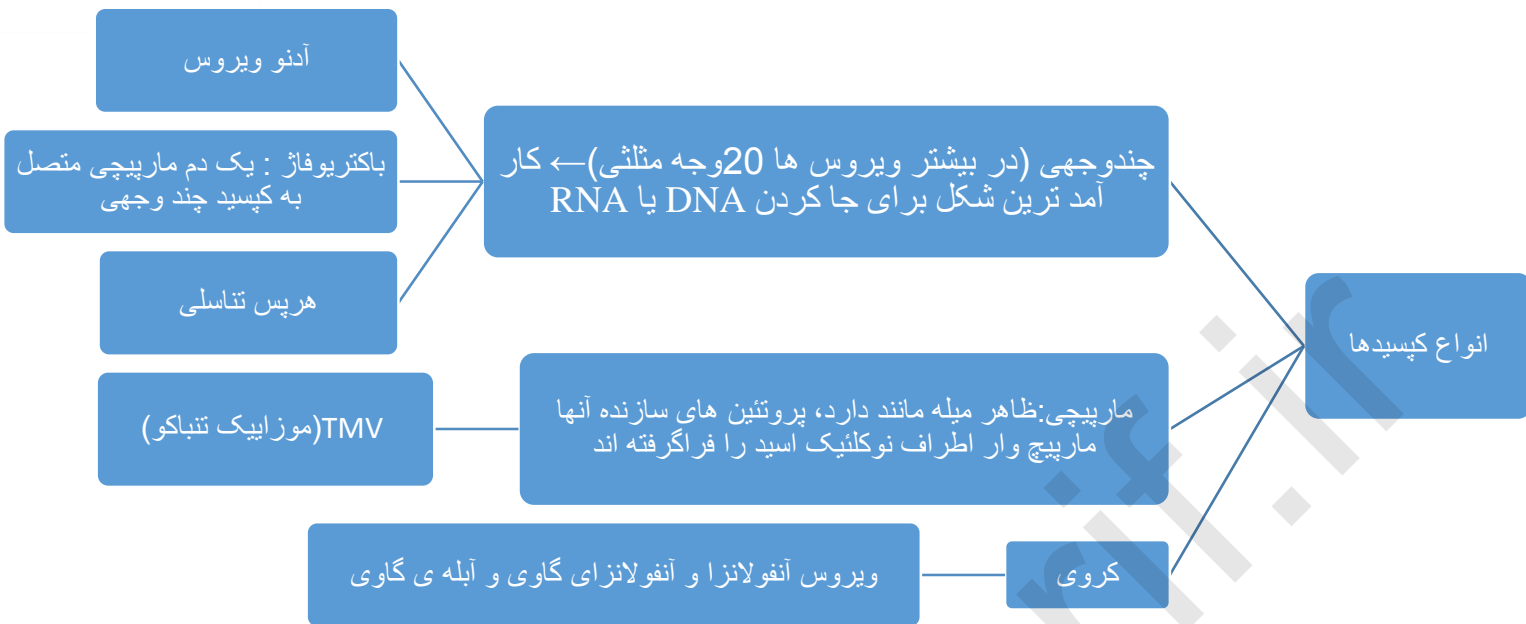 انواع کپسیدها
چندوجهی (در بیشتر ویروس ها 20وجه مثلثی)← کار
آمد ترین شکل برای جا کردن DNA یا RNA
آدنو ویروس
باکتریوفاژ : یک دم مارپیچی متصل
به کپسید چند وجهی
هرپس تناسلی
مارپیچی:ظاهر میله مانند دارد، پروتئین های سازنده آنها
مارپیچ وار اطراف نوکلئیک اسید را فراگرفته اند
TMV(موزاییک تنباکو)
کروی
ویروس آنفولانزا و آنفولانزای گاوی و آبله ی گاوی